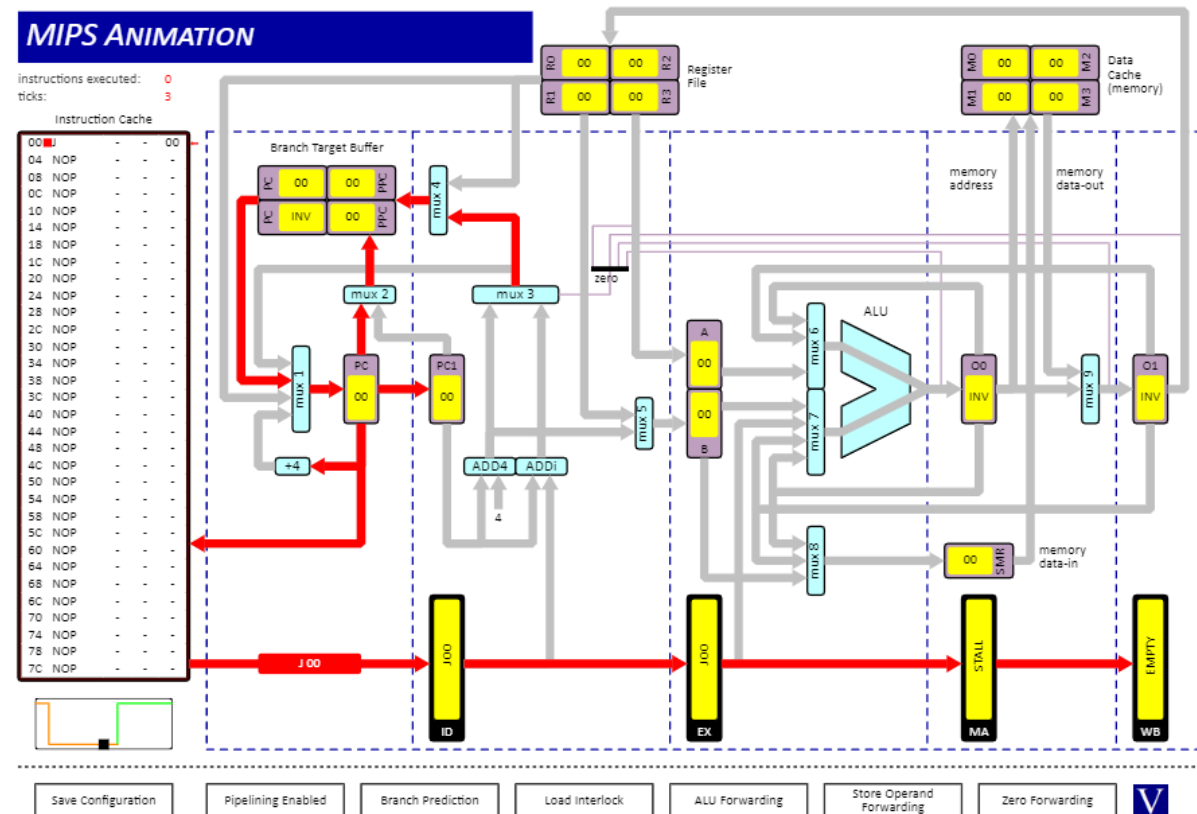 MIPS ANIMATION
instructions executed: 0
ticks: 3
Instruction Cache
00 J - - 00
04 NOP - - -
08 NOP - - -
0C NOP - - -
10 NOP - - -
14 NOP - - -
18 NOP - - -
1C NOP - - -
20 NOP - - -
24 NOP - - -
28 NOP - - -
2C NOP - - -
30 NOP - - -
34 NOP - - -
38 NOP - - -
3C NOP - - -
40 NOP - - -
44 NOP - - -
48 NOP - - -
4C NOP - - -
50 NOP - - -
54 NOP - - -
58 NOP - - -
5C NOP - - -
60 NOP - - -
64 NOP - - -
68 NOP - - -
6C NOP - - -
70 NOP - - -
74 NOP - - -
78 NOP - - -
7C NOP - - -
R0 00 00 R2
R1 00 00 R3
Register
File
M0 00 00 M2
M1 00 00 M3
Data
Cache
(memory)
Branch Target Buffer
PC 00 00 PPC
PC INV 00 PPC
mux 4
memory
address
memory
data-out
zero
mux 2
mux 3
mux 1
PC
00
PC1
00
+4
ADD4
ADDi
4
mux 5
A
00
00
B
mux 6
mux 7
ALU
O0
INV
mux 9
O1
INV
mux 8
00 SMR
memory
data-in
J 00
J00
ID
J00
EX
STALL
MA
EMPTY
WB
Save Configuration
Pipelining Enabled
Branch Prediction
Load Interlock
ALU Forwarding
Store Operand
Forwarding
Zero Forwarding
V